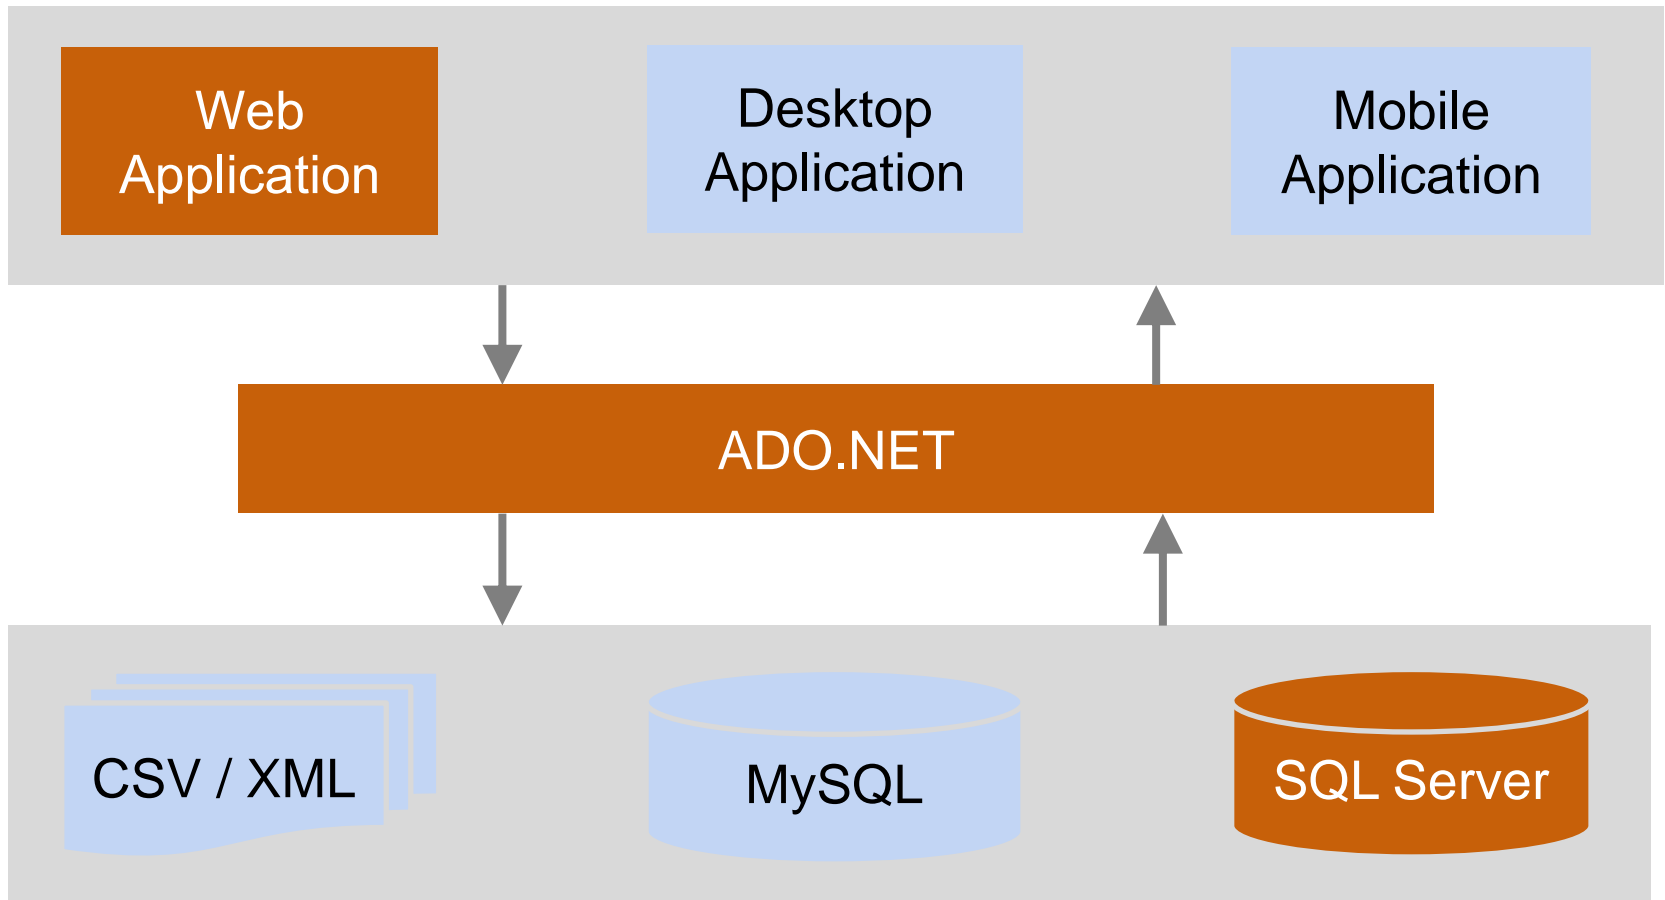 Web
Application
Desktop
Application
Mobile
Application
ADO.NET
CSV / XML
MySQL
SQL Server